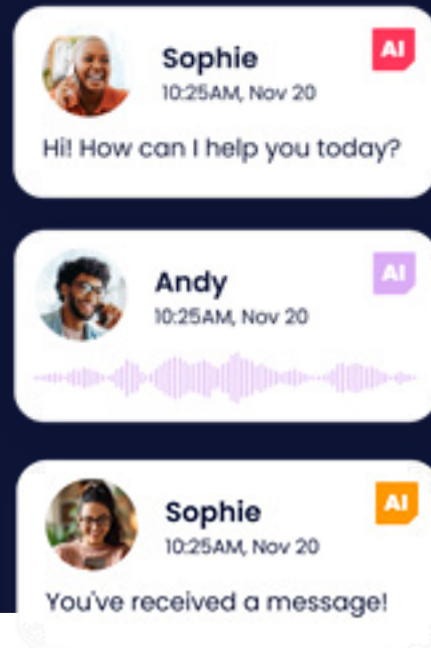 Sophie
AI
10:25AM, Nov 20
Hi! How can I help you today?
Andy
AI
10:25AM, Nov 20
Sophie
AI
10:25AM, Nov 20
You've received a message!